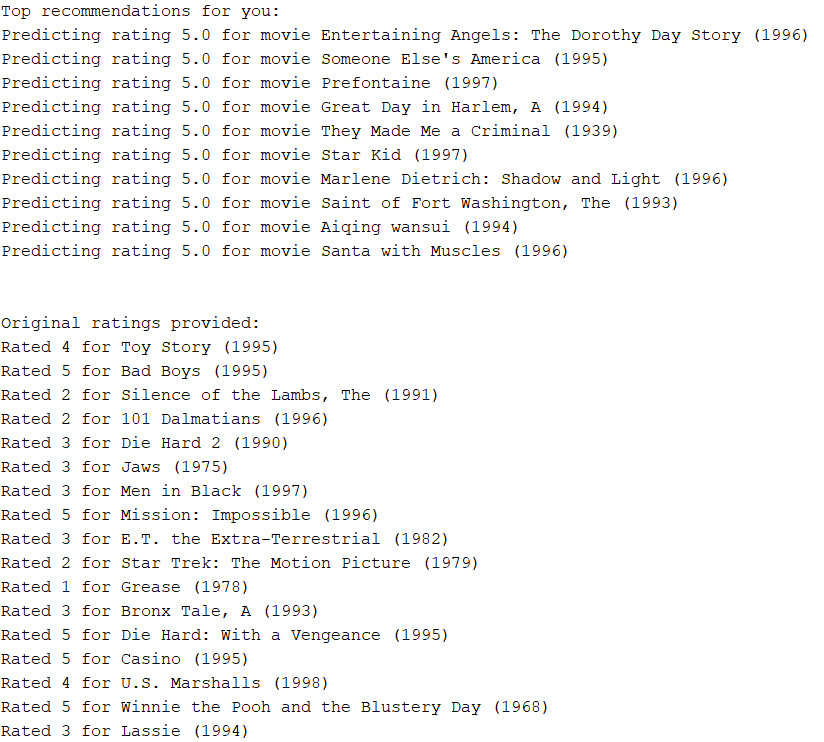 Top recommendations for you:
Predicting rating 5.0 for movie Entertaining Angels: The Dorothy Day Story (1996)
Predicting rating 5.0 for movie Someone Else's America (1995)
Predicting rating 5.0 for movie Prefontaine (1997)
Predicting rating 5.0 for movie Great Day in Harlem, A (1994)
Predicting rating 5.0 for movie They Made Me a Criminal (1939)
Predicting rating 5.0 for movie Star Kid (1997)
Predicting rating 5.0 for movie Marlene Dietrich: Shadow and Light (1996)
Predicting rating 5.0 for movie Saint of Fort Washington, The (1993)
Predicting rating 5.0 for movie Aiqing wansui (1994)
Predicting rating 5.0 for movie Santa with Muscles (1996)
Original ratings provided:
Rated 4 for Toy Story (1995)
Rated 5 for Bad Boys (1995)
Rated 2 for Silence of the Lambs, The (1991)
Rated 2 for 101 Dalmatians (1996)
Rated 3 for Die Hard 2 (1990)
Rated 3 for Jaws (1975)
Rated 3 for Men in Black (1997)
Rated 5 for Mission: Impossible (1996)
Rated 3 for E.T. the Extra-Terrestrial (1982)
Rated 2 for Star Trek: The Motion Picture (1979)
Rated 1 for Grease (1978)
Rated 3 for Bronx Tale, A (1993)
Rated 5 for Die Hard: With a Vengeance (1995)
Rated 5 for Casino (1995)
Rated 4 for U.S. Marshalls (1998)
Rated 5 for Winnie the Pooh and the Blustery Day (1968)
Rated 3 for Lassie (1994)